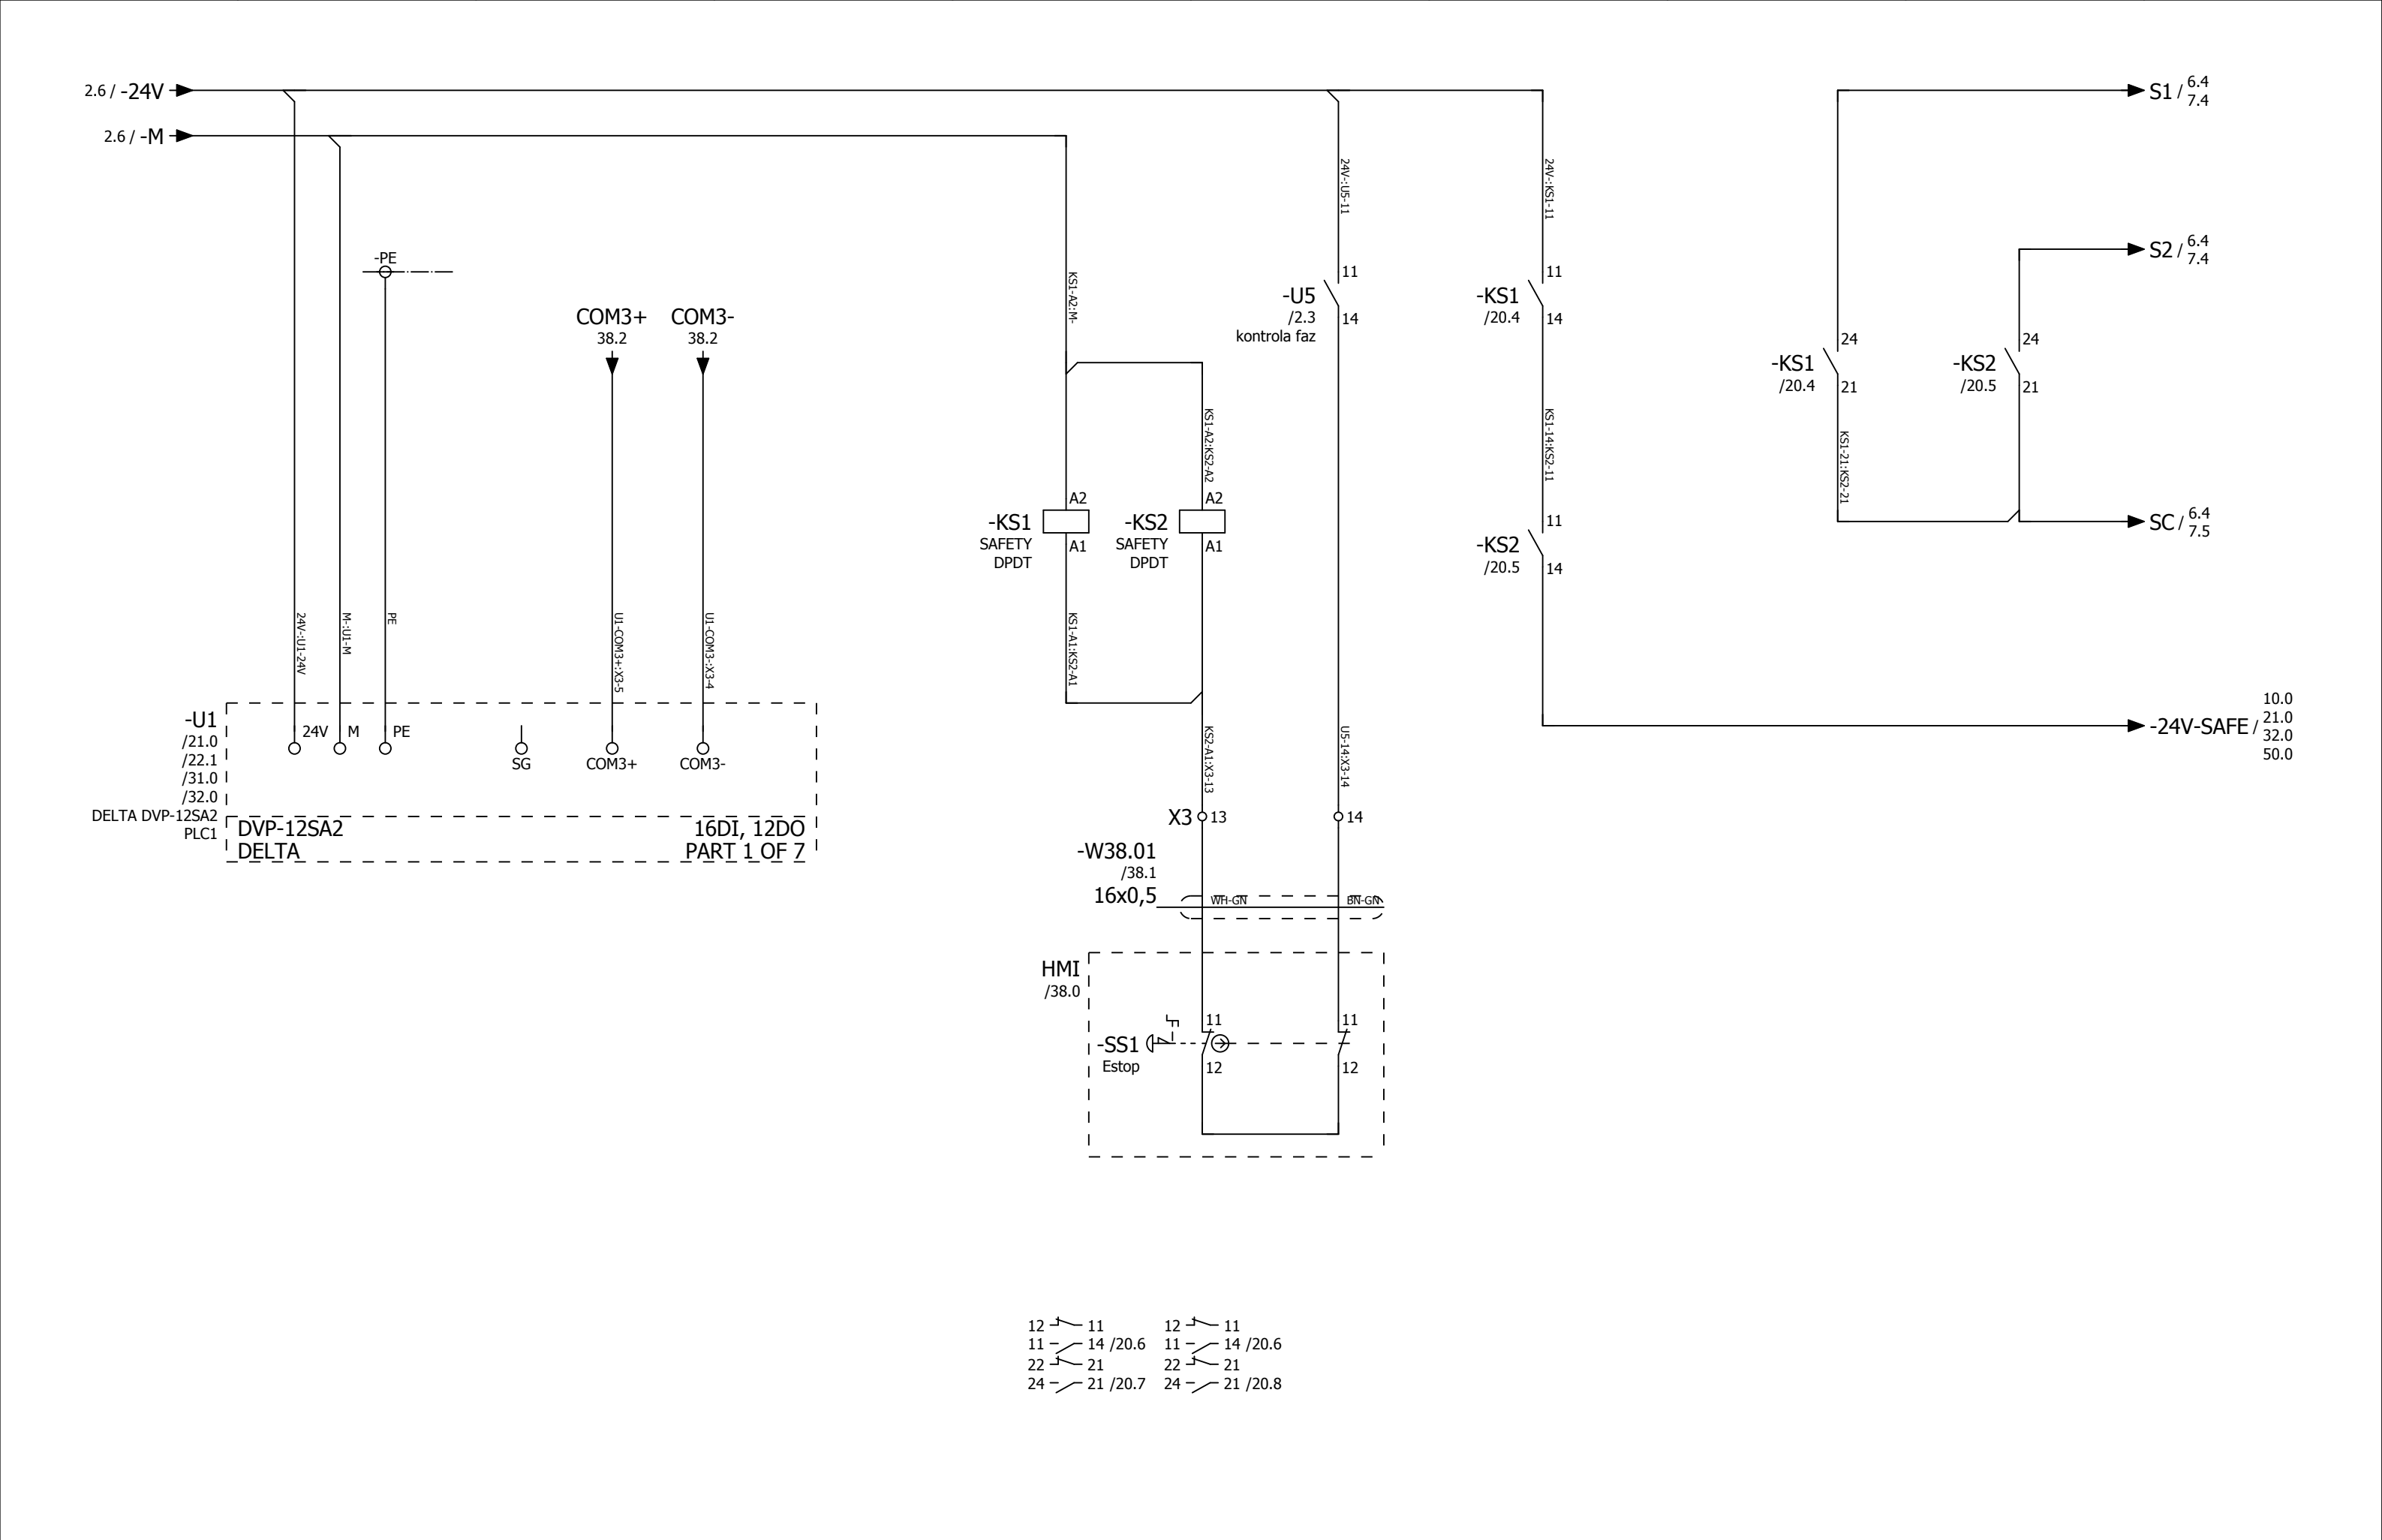 2.6 / -24V
2.6 / -M
S1 / 6.4
7.4
S2 / 6.4
7.4
SC / 6.4
7.5
-24V-SAFE / 10.0
21.0
32.0
50.0
-PE
COM3+
38.2
COM3-
38.2
24V-:U1-24V
M-:U1-M
PE
U1-COM3+:X3-5
U1-COM3-:X3-4
-U1
/21.0
/22.1
/31.0
/32.0
DELTA DVP-12SA2
PLC1
24V
M
PE
SG
COM3+
COM3-
DVP-12SA2
DELTA
16DI, 12DO
PART 1 OF 7
KS1-A2:M-
KS1-A2:KS2-A2
-KS1
SAFETY
DPDT
A2
A1
-KS2
SAFETY
DPDT
A2
A1
KS1-A1:KS2-A1
KS2-A1:X3-13
24V-:U5-11
-U5
/2.3
kontrola faz
11
14
U5-14:X3-14
24V-:KS1-11
-KS1
/20.4
11
14
KS1-14:KS2-11
-KS2
/20.5
11
14
-KS1
/20.4
24
21
KS1-21:KS2-21
-KS2
/20.5
24
21
X3
13
14
-W38.01
/38.1
16x0,5
WH-GN
BN-GN
HMI
/38.0
-SS1
Estop
11
12
11
12
12 11
11 14 /20.6
22 21
24 21 /20.7
12 11
11 14 /20.6
22 21
24 21 /20.8